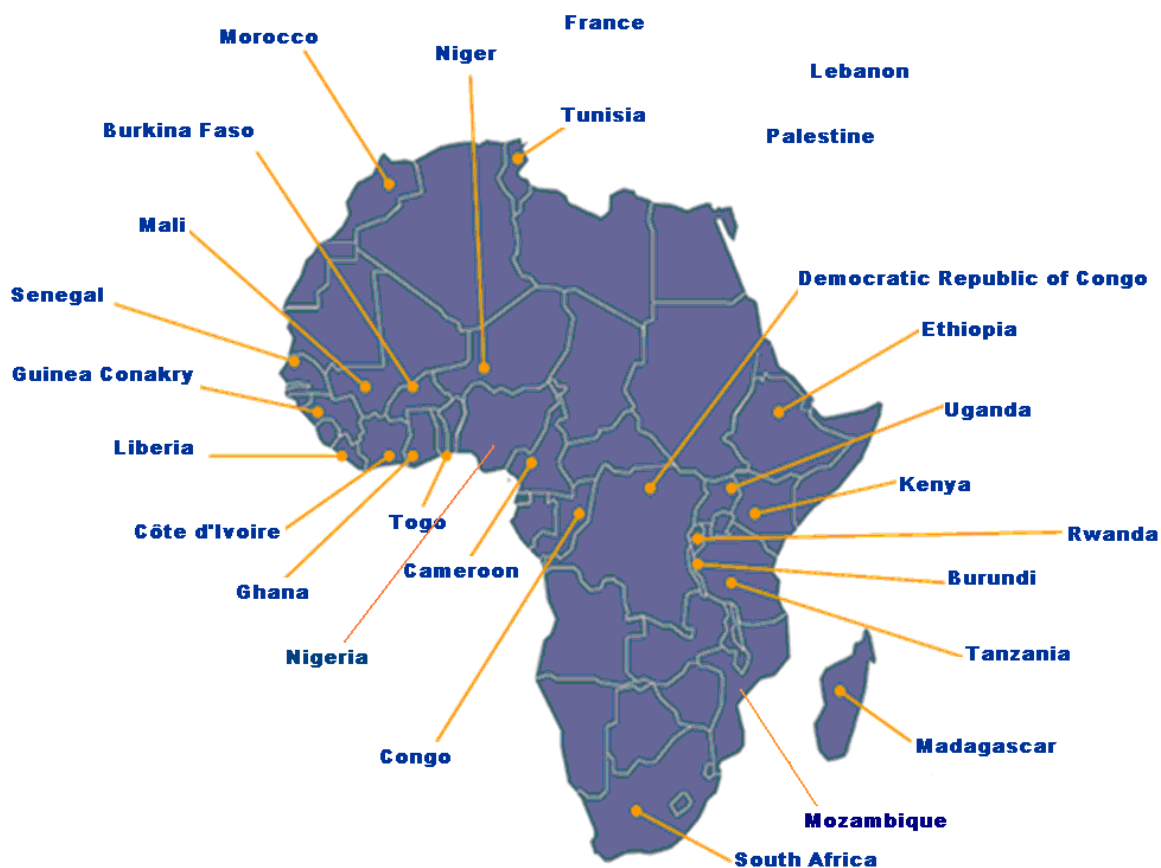 France
Morocco
Niger
Lebanon
Tunisia
Burkina Faso
Palestine
Mali
Democratic Republic of Congo
Senegal
Ethiopia
Guinea Conakry
Uganda
Liberia
Kenya
Togo
Côte d'Ivoire
Rwanda
Cameroon
Burundi
Ghana
Nigeria
Tanzania
Congo
Madagascar
Mozambique
South Africa